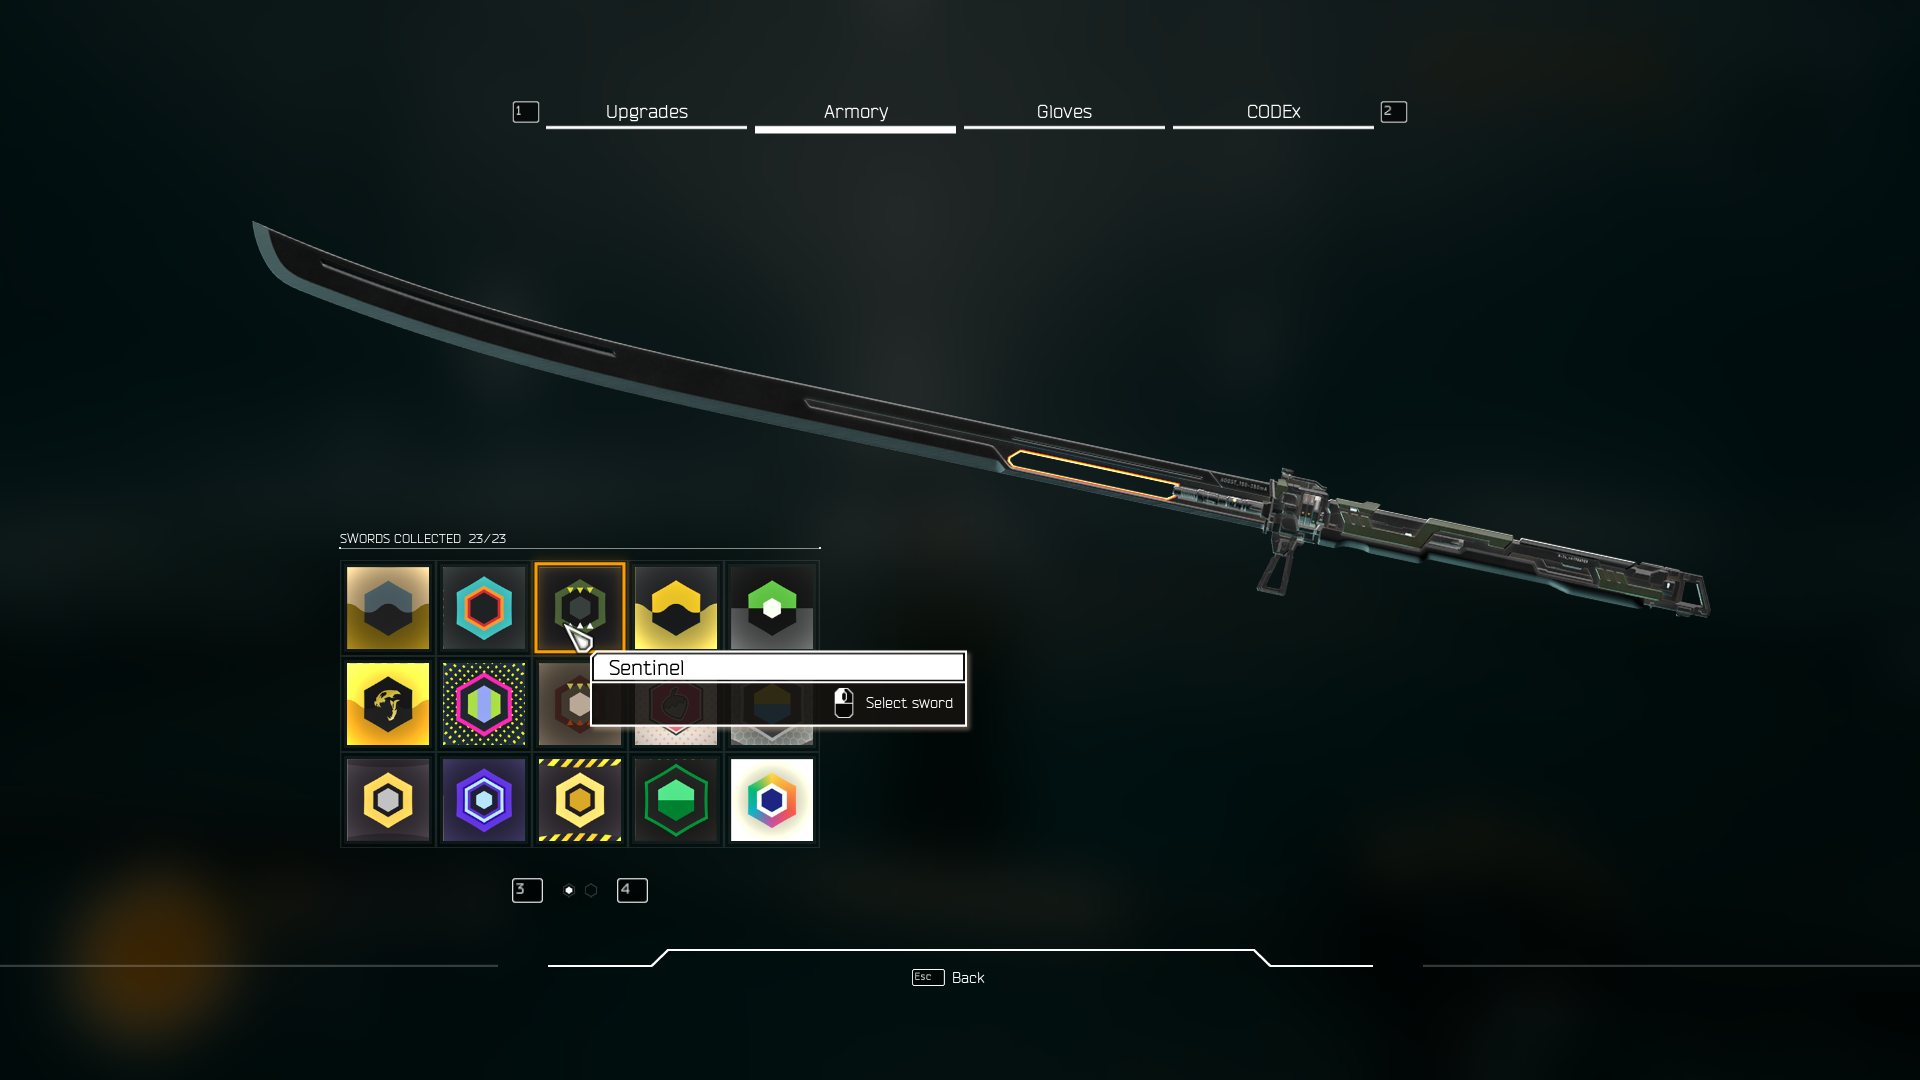 1 Upgrades Armory Gloves CODEx 2
SWORDS COLLECTED 23/23
Sentinel
Select sword
3 4
Esc Back